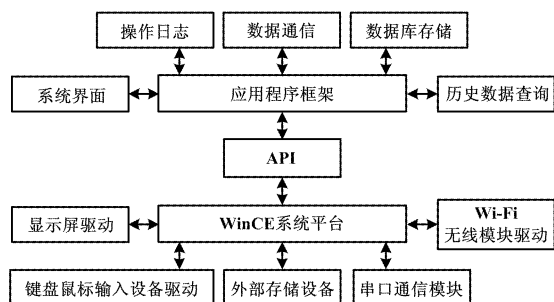 操作日志
数据通信
数据库存储
系统界面
应用程序框架
历史数据查询
API
显示屏驱动
WinCE系统平台
Wi-Fi
无线模块驱动
键盘鼠标输入设备驱动
外部存储设备
串口通信模块